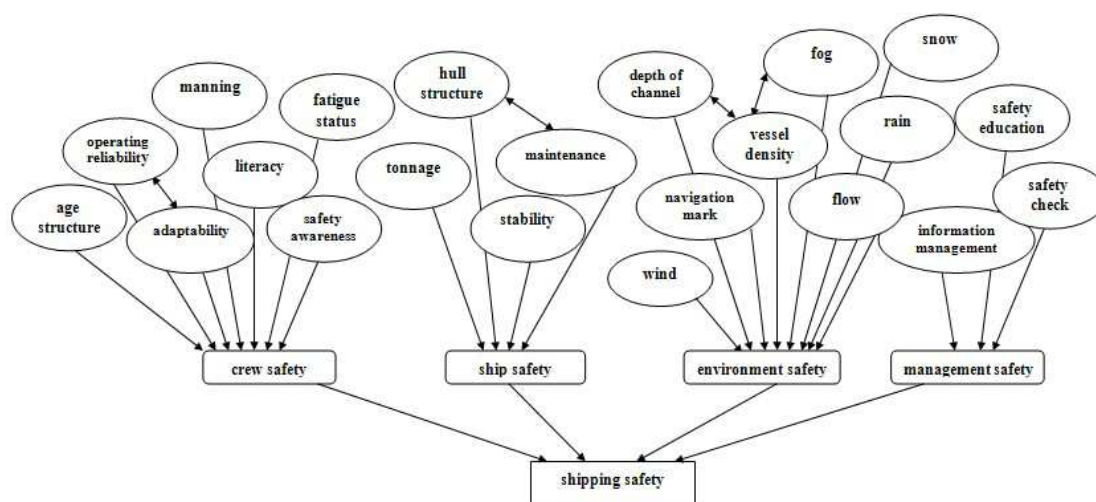 snow
fog
hull
structure
depth of
channel
manning
fatigue
status
safety
education
rain
vessel
density
operating
reliability
literacy
maintenance
tonnage
safety
check
navigation
mark
flow
age
structure
adaptability
safety
awareness
stability
information
management
wind
crew safety
ship safety
environment safety
management safety
shipping safety